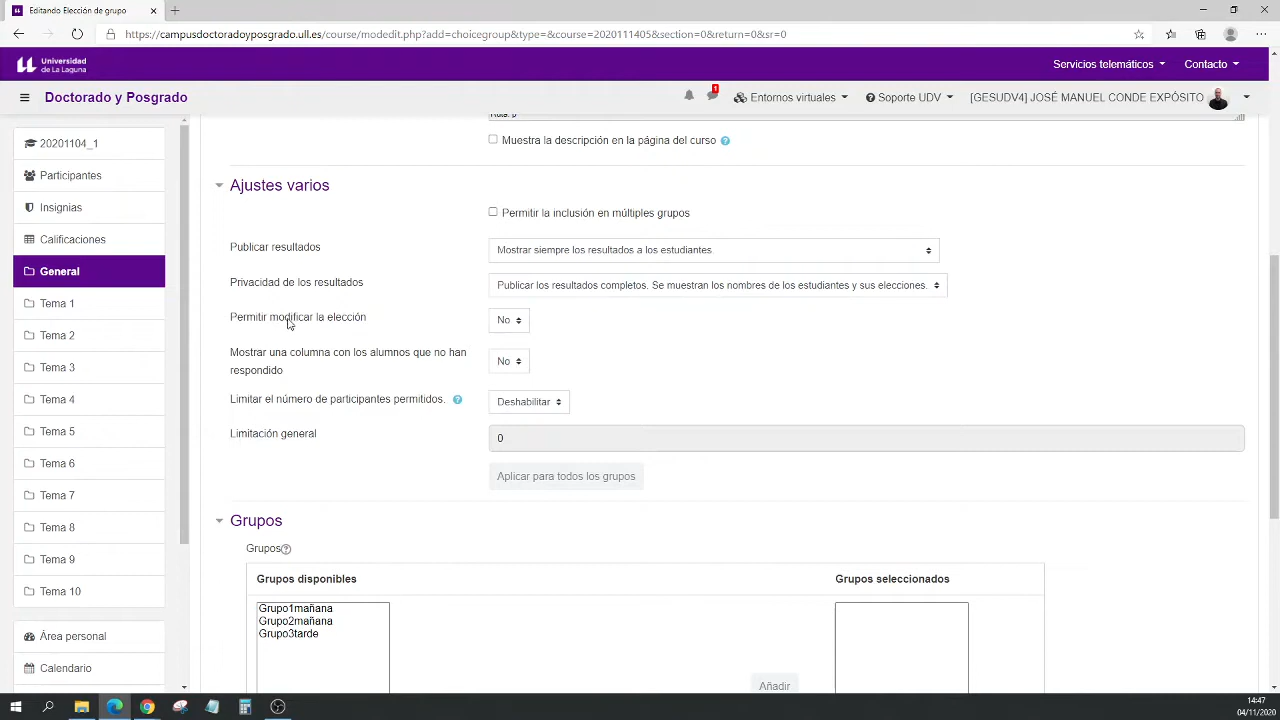 Editando Elección de grupo
https://campusdoctoradoyposgrado.ull.es/course/modedit.php?add=choicegroup&type=&course=2020111405&section=0&return=0&sr=0
Universidad
de La Laguna
Servicios telemáticos
Contacto
Doctorado y Posgrado
1
Entornos virtuales
Soporte UDV
[GESUDV4] JOSÉ MANUEL CONDE EXPÓSITO
20201104_1
Participantes
Insignias
Calificaciones
General
Tema 1
Tema 2
Tema 3
Tema 4
Tema 5
Tema 6
Tema 7
Tema 8
Tema 9
Tema 10
Área personal
Calendario
Ruta: p
Muestra la descripción en la página del curso
Ajustes varios
Permitir la inclusión en múltiples grupos
Publicar resultados
Mostrar siempre los resultados a los estudiantes.
Privacidad de los resultados
Publicar los resultados completos. Se muestran los nombres de los estudiantes y sus elecciones.
Permitir modificar la elección
No
Mostrar una columna con los alumnos que no han
respondido
No
Limitar el número de participantes permitidos.
Deshabilitar
Limitación general
0
Aplicar para todos los grupos
Grupos
Grupos
Grupos disponibles
Grupos seleccionados
Grupo1mañana
Grupo2mañana
Grupo3tarde
Añadir
14:47
04/11/2020